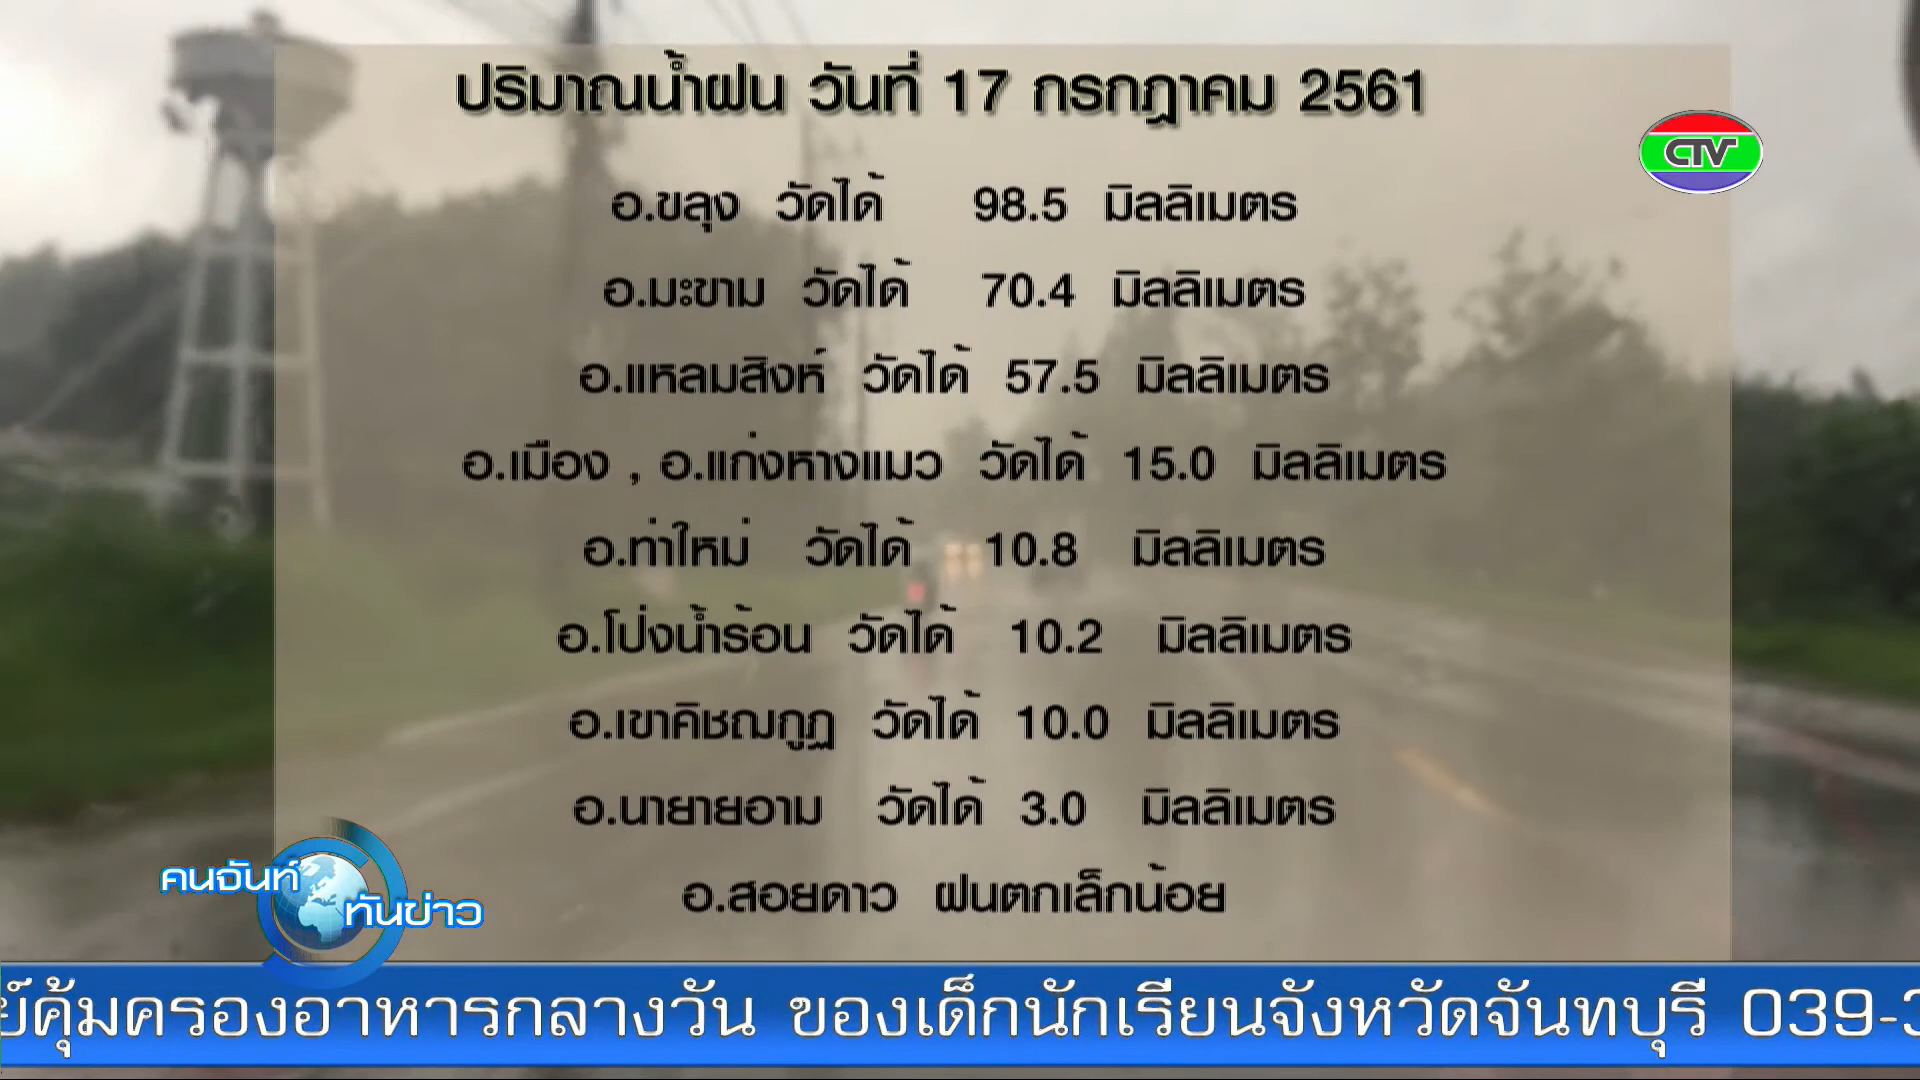 ปริมาณน้ำฝน วันที่ 17 กรกฎาคม 2561
CTV
อ.ขลุง วัดได้ 98.5 มิลลิเมตร
อ.มะขาม วัดได้ 70.4 มิลลิเมตร
อ.แหลมสิงห์ วัดได้ 57.5 มิลลิเมตร
อ.เมือง , อ.แก่งหางแมว วัดได้ 15.0 มิลลิเมตร
อ.ท่าใหม่ วัดได้ 10.8 มิลลิเมตร
อ.โป่งน้ำร้อน วัดได้ 10.2 มิลลิเมตร
อ.เขาคิชฌกูฏ วัดได้ 10.0 มิลลิเมตร
อ.นายายอาม วัดได้ 3.0 มิลลิเมตร
อ.สอยดาว ฝนตกเล็กน้อย
คนจันท์
ทันข่าว
ย์คุ้มครองอาหารกลางวัน ของเด็กนักเรียนจังหวัดจันทบุรี 039-3